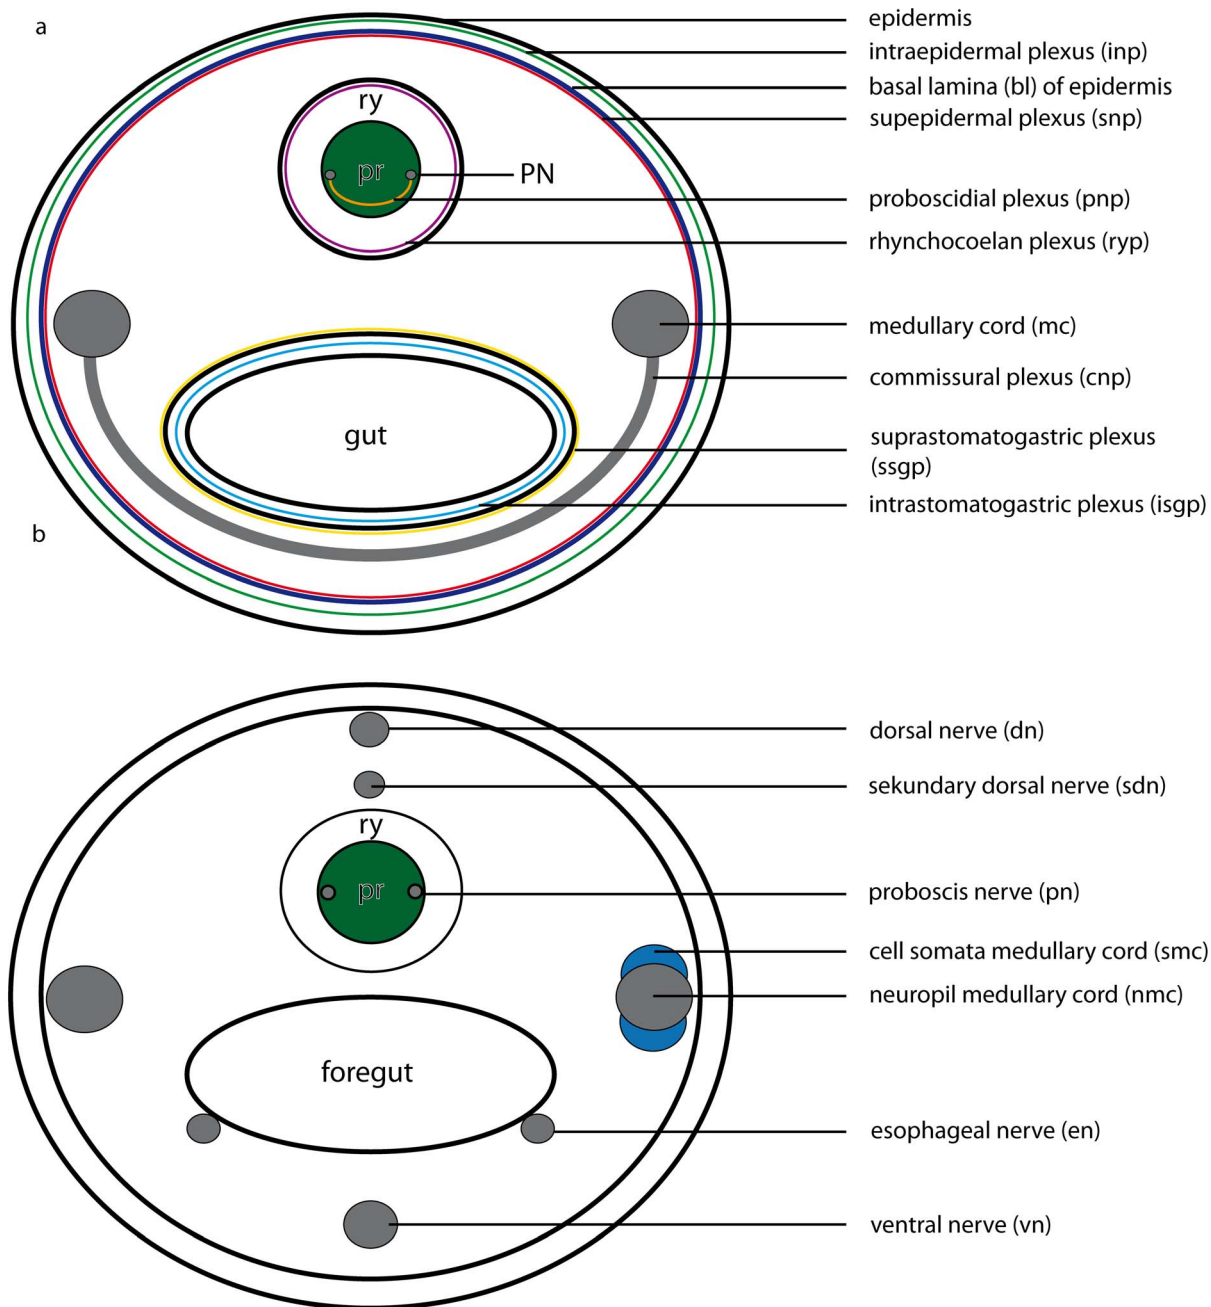 a
epidermis
intraepidermal plexus (inp)
basal lamina (bl) of epidermis
supepidermal plexus (snp)
ry
pr
PN
proboscidial plexus (pnp)
rhynchocoelan plexus (ryp)
medullary cord (mc)
commissural plexus (cnp)
gut
suprastomatogastric plexus
(ssgp)
intrastomatogastric plexus (isgp)
b
dorsal nerve (dn)
sekundary dorsal nerve (sdn)
ry
pr
proboscis nerve (pn)
cell somata medullary cord (smc)
neuropil medullary cord (nmc)
foregut
esophageal nerve (en)
ventral nerve (vn)